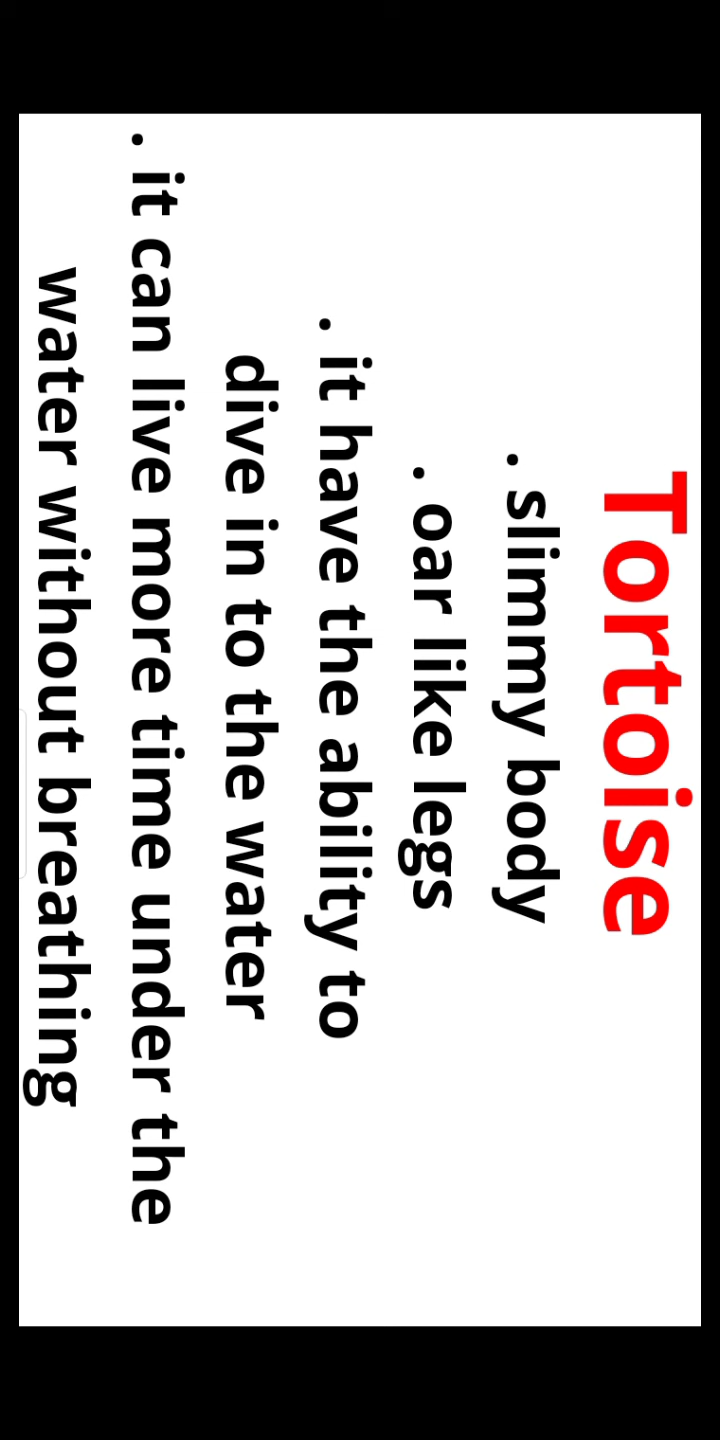 Tortoise
. slimmy body
. oar like legs
. it have the ability to
dive in to the water
. it can live more time under the
water without breathing